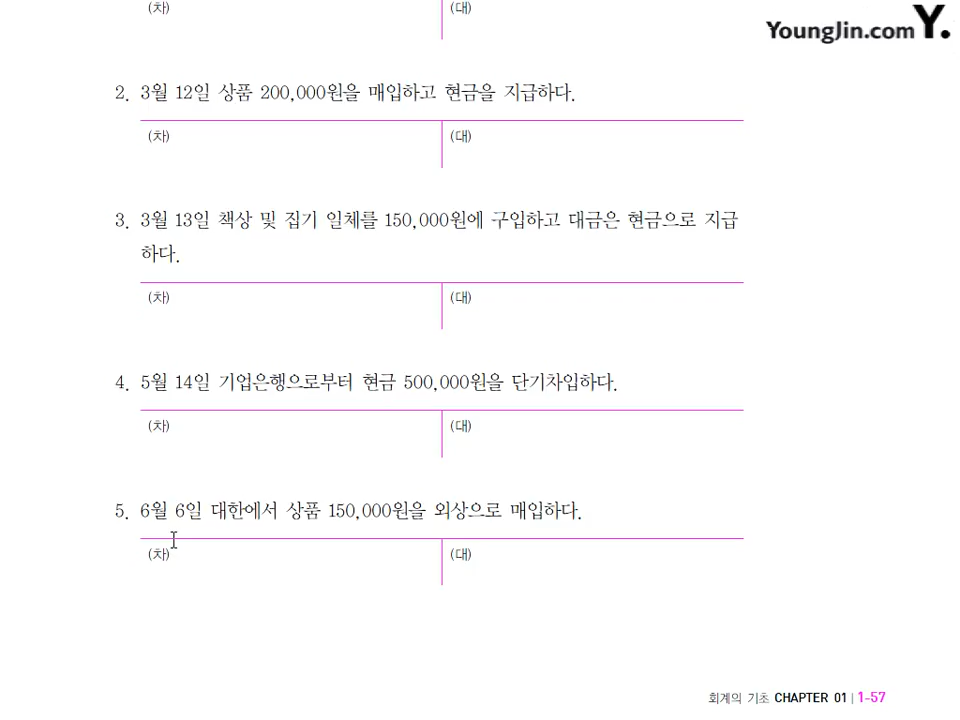 (차) (대)
YoungJin.com Y.
2. 3월 12일 상품 200,000원을 매입하고 현금을 지급하다.
(차) (대)
3. 3월 13일 책상 및 집기 일체를 150,000원에 구입하고 대금은 현금으로 지급
하다.
(차) (대)
4. 5월 14일 기업은행으로부터 현금 500,000원을 단기차입하다.
(차) (대)
5. 6월 6일 대한에서 상품 150,000원을 외상으로 매입하다.
(차) (대)
회계의 기초 CHAPTER 01 | 1-57